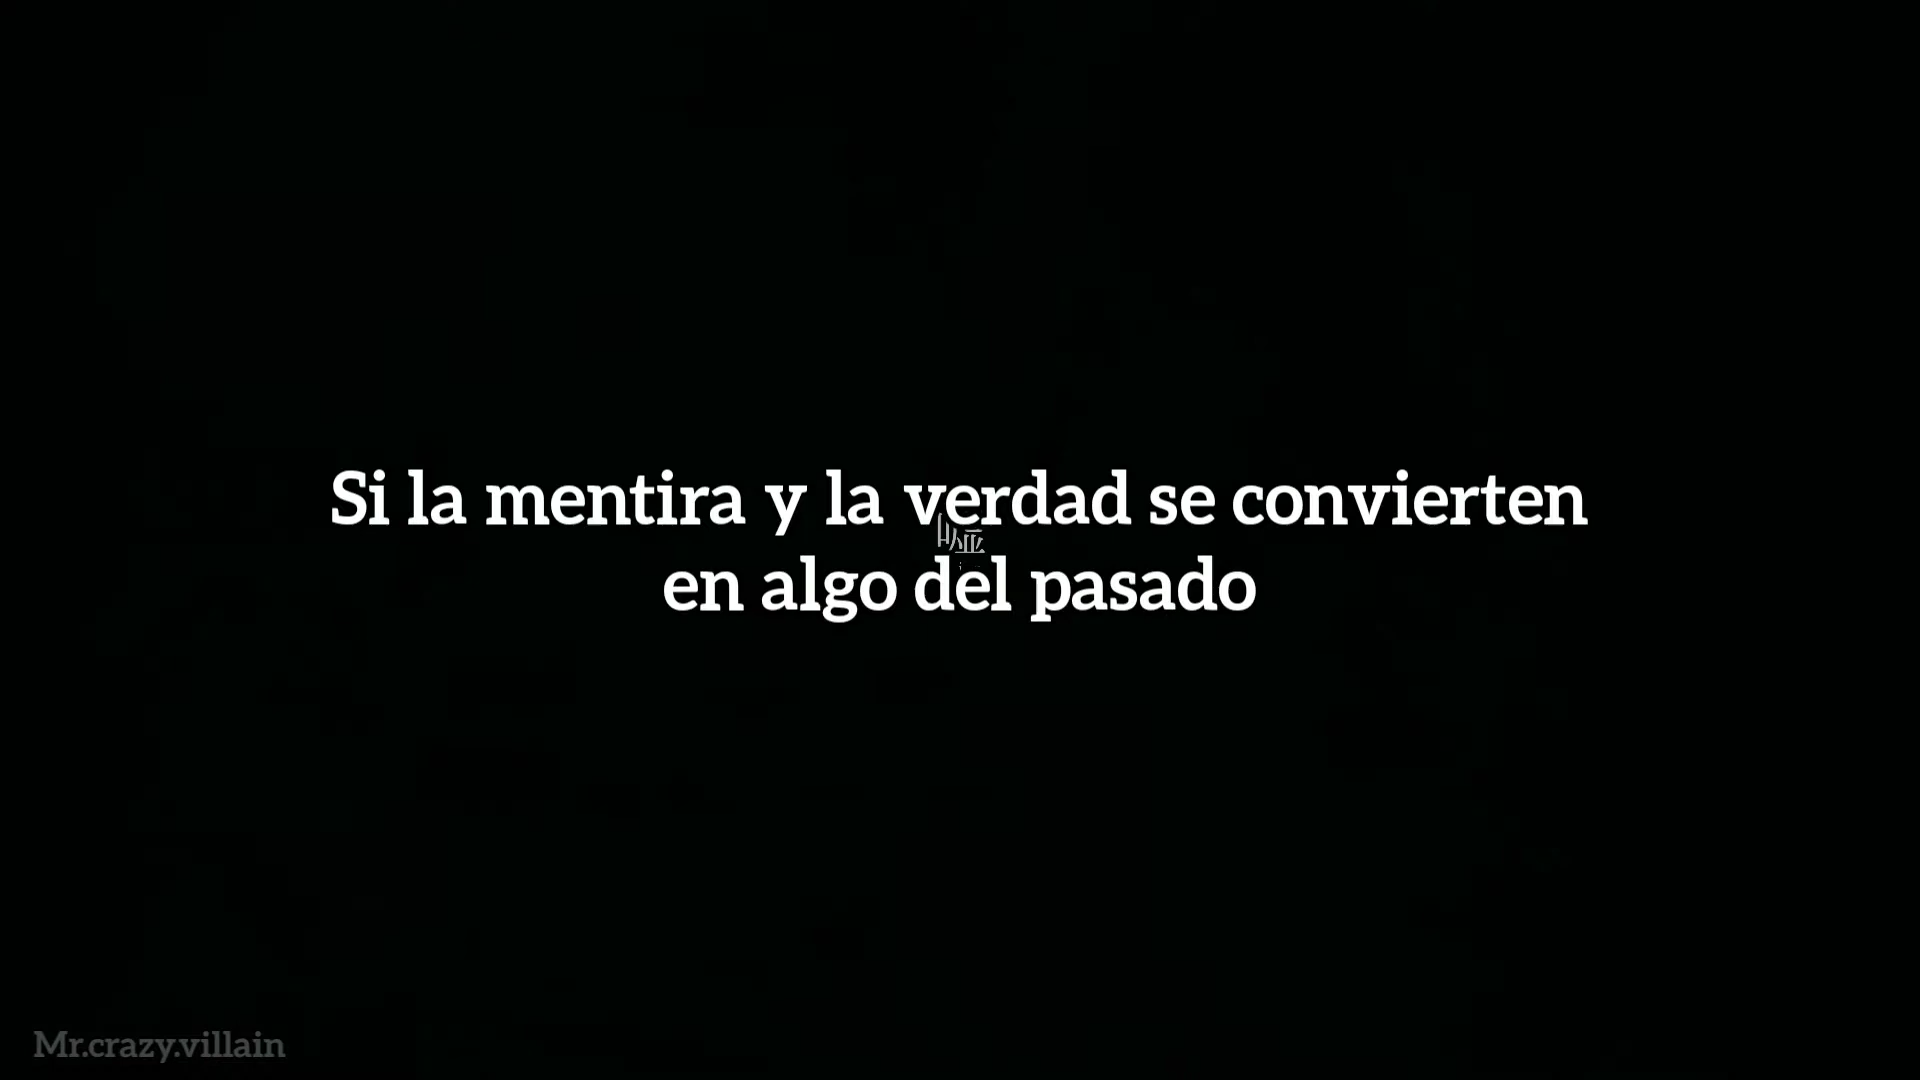 Si la mentira y la verdad se convierten
en algo del pasado
Mr.crazy.villain